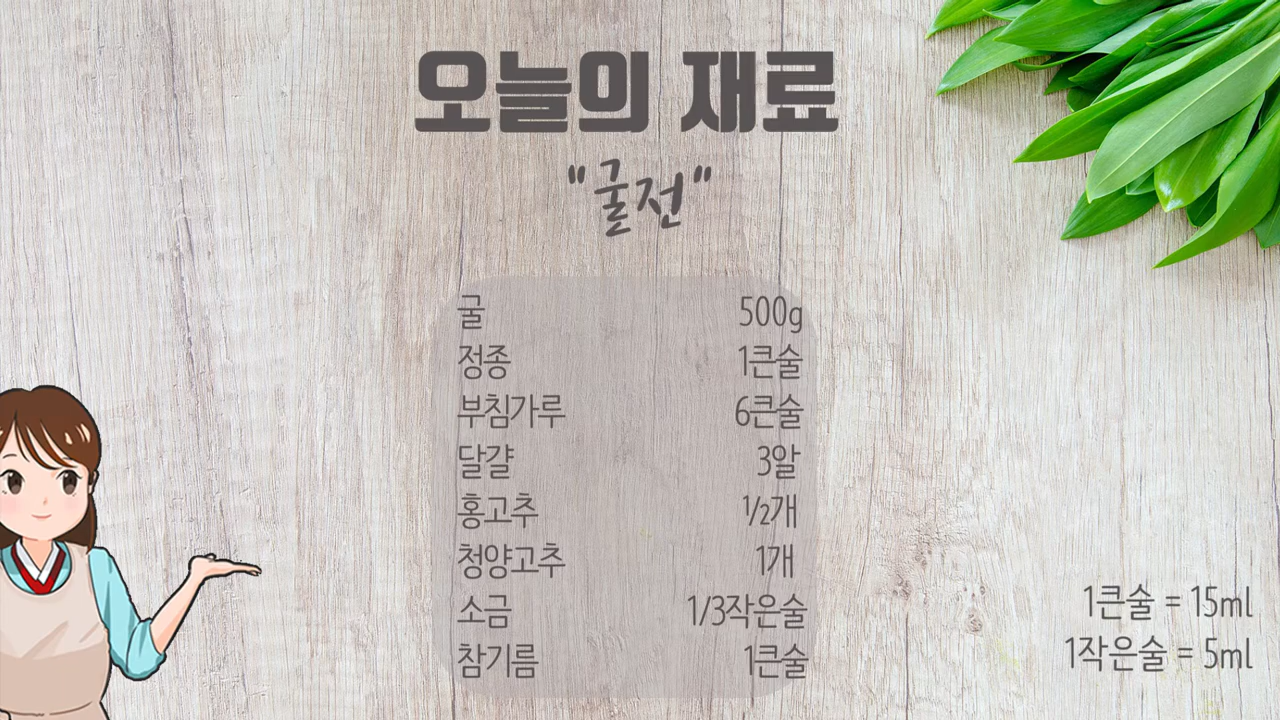 오늘의 재료
"굴전"
굴 500g
정종 1큰술
부침가루 6큰술
달걀 3알
홍고추 1/2개
청양고추 1개
소금 1/3작은술
참기름 1큰술
1큰술 = 15ml
1작은술 = 5ml